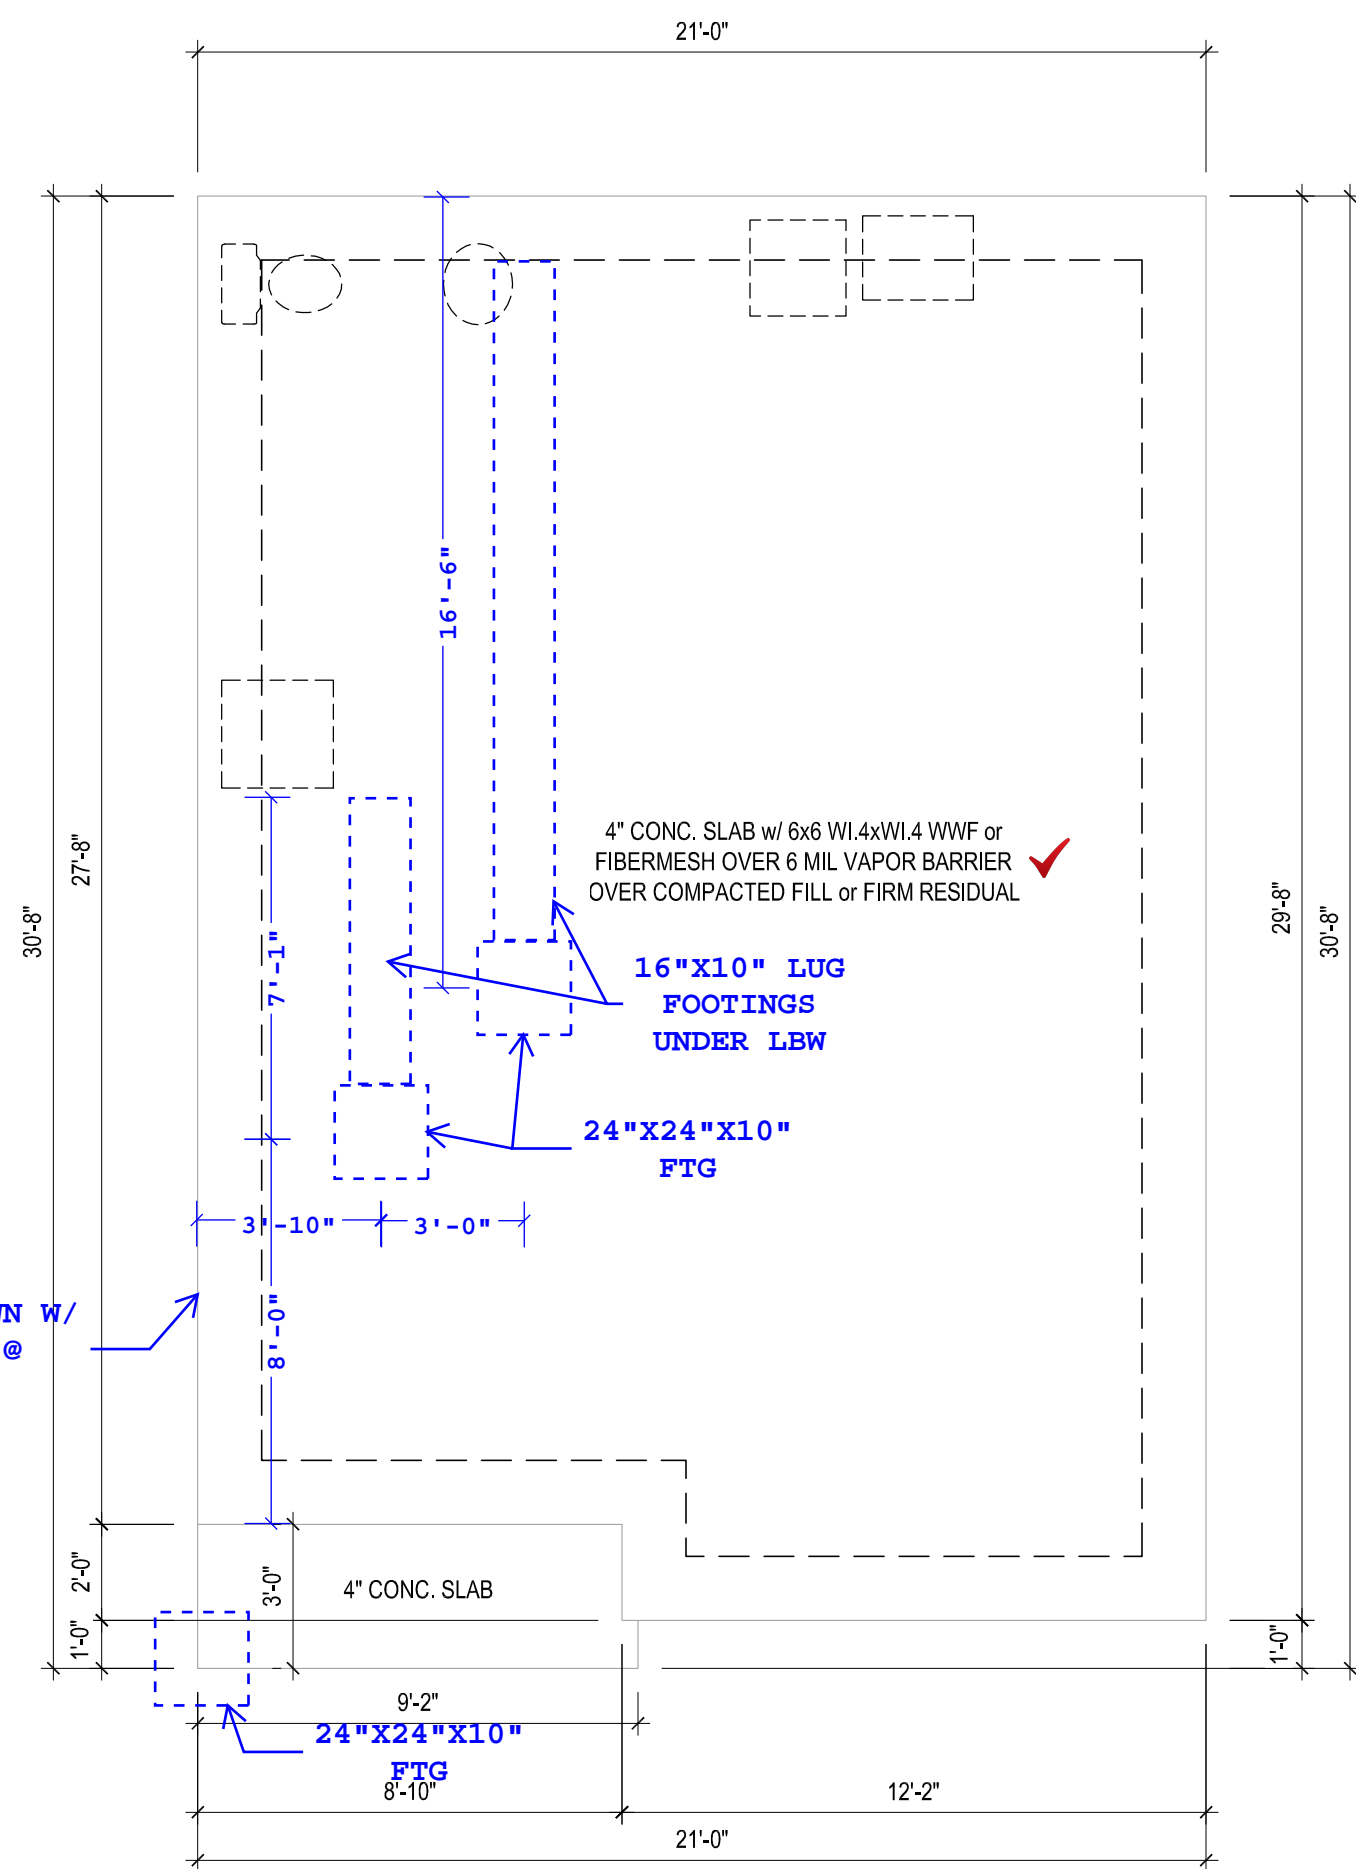 21'-0"
16'-6"
4" CONC. SLAB w/ 6x6 WI.4xWI.4 WWF or
FIBERMESH OVER 6 MIL VAPOR BARRIER
OVER COMPACTED FILL or FIRM RESIDUAL
27'-8"
30'-8"
29'-8"
30'-8"
7'-1"
16"X10" LUG
FOOTINGS
UNDER LBW
24"X24"X10"
FTG
3'-10"
3'-0"
W/
@
8'-0"
2'-0"
3'-0"
4" CONC. SLAB
1'-0"
1'-0"
9'-2"
24"X24"X10"
FTG
8'-10"
12'-2"
21'-0"